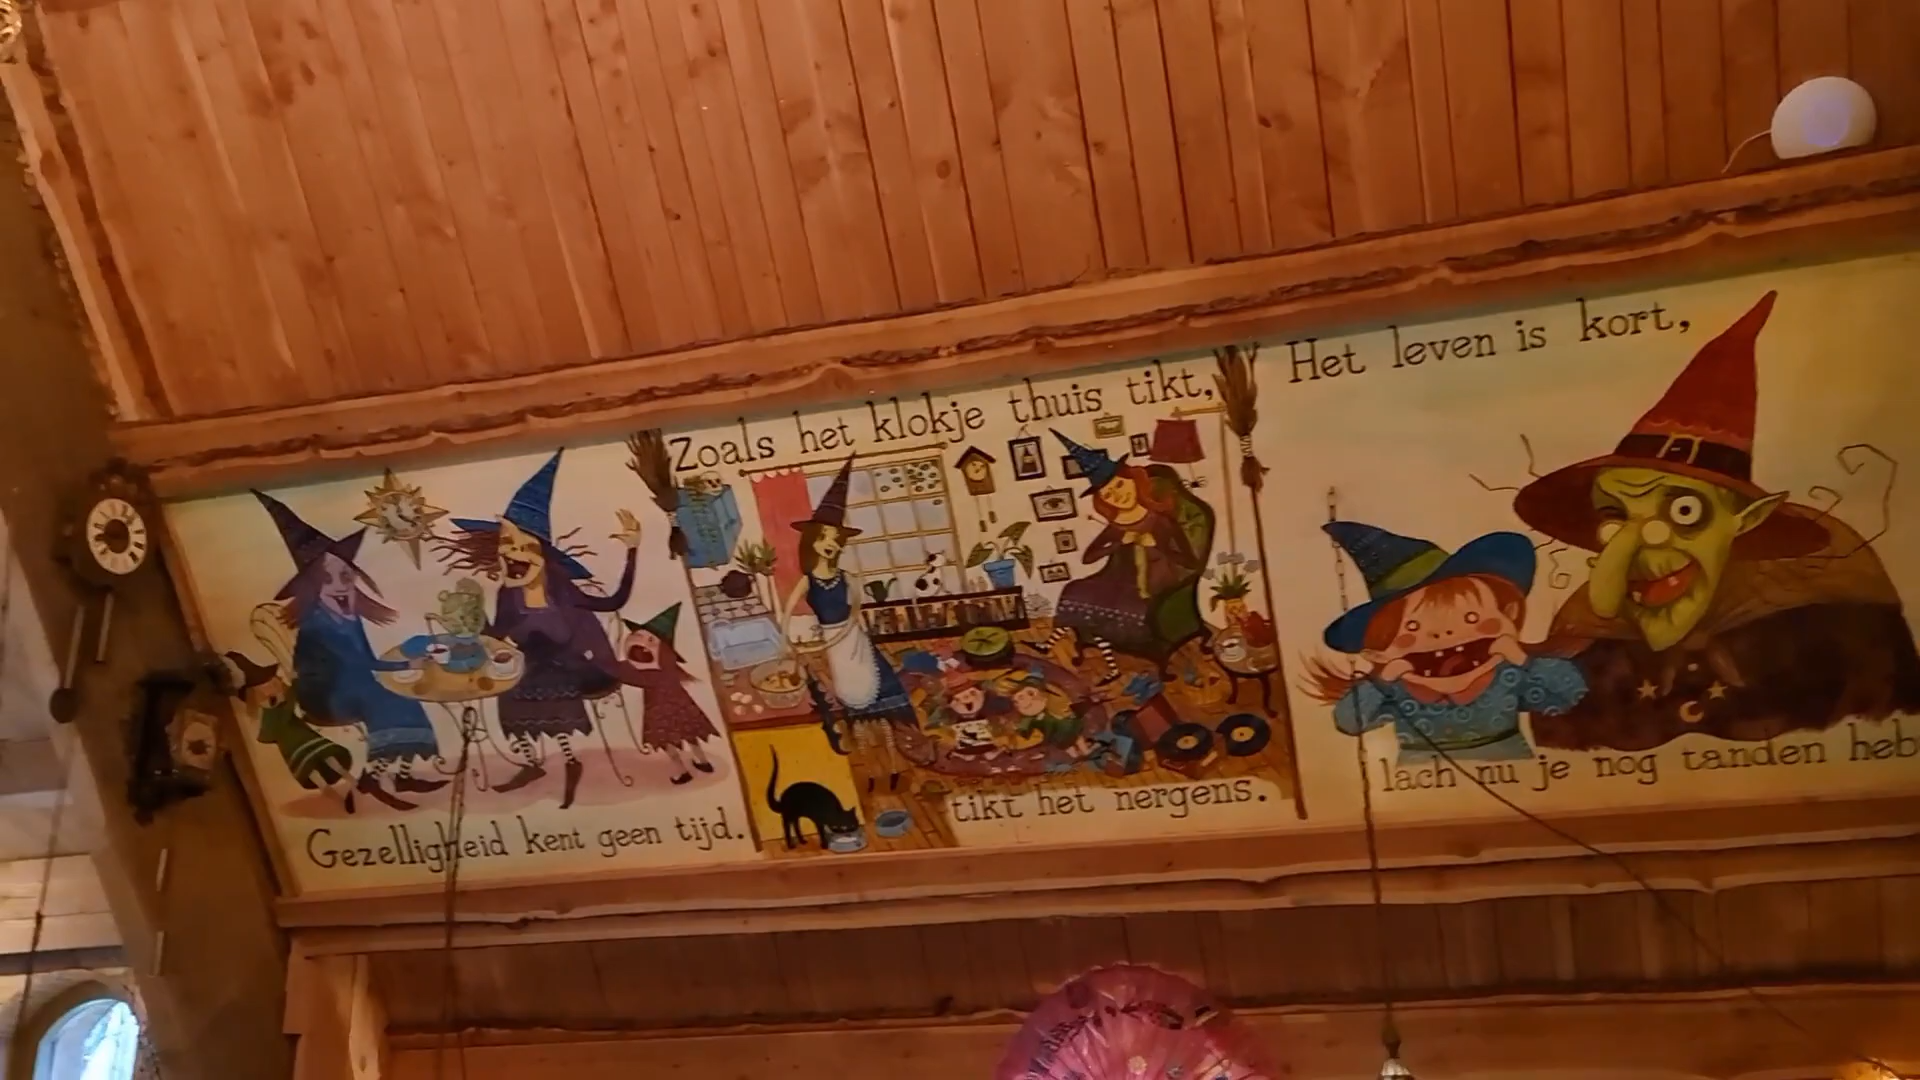 Gezelligheid kent geen tijd.
Zoals het klokje thuis tikt,
tikt het nergens.
Het leven is kort,
lach nu je nog tanden heb